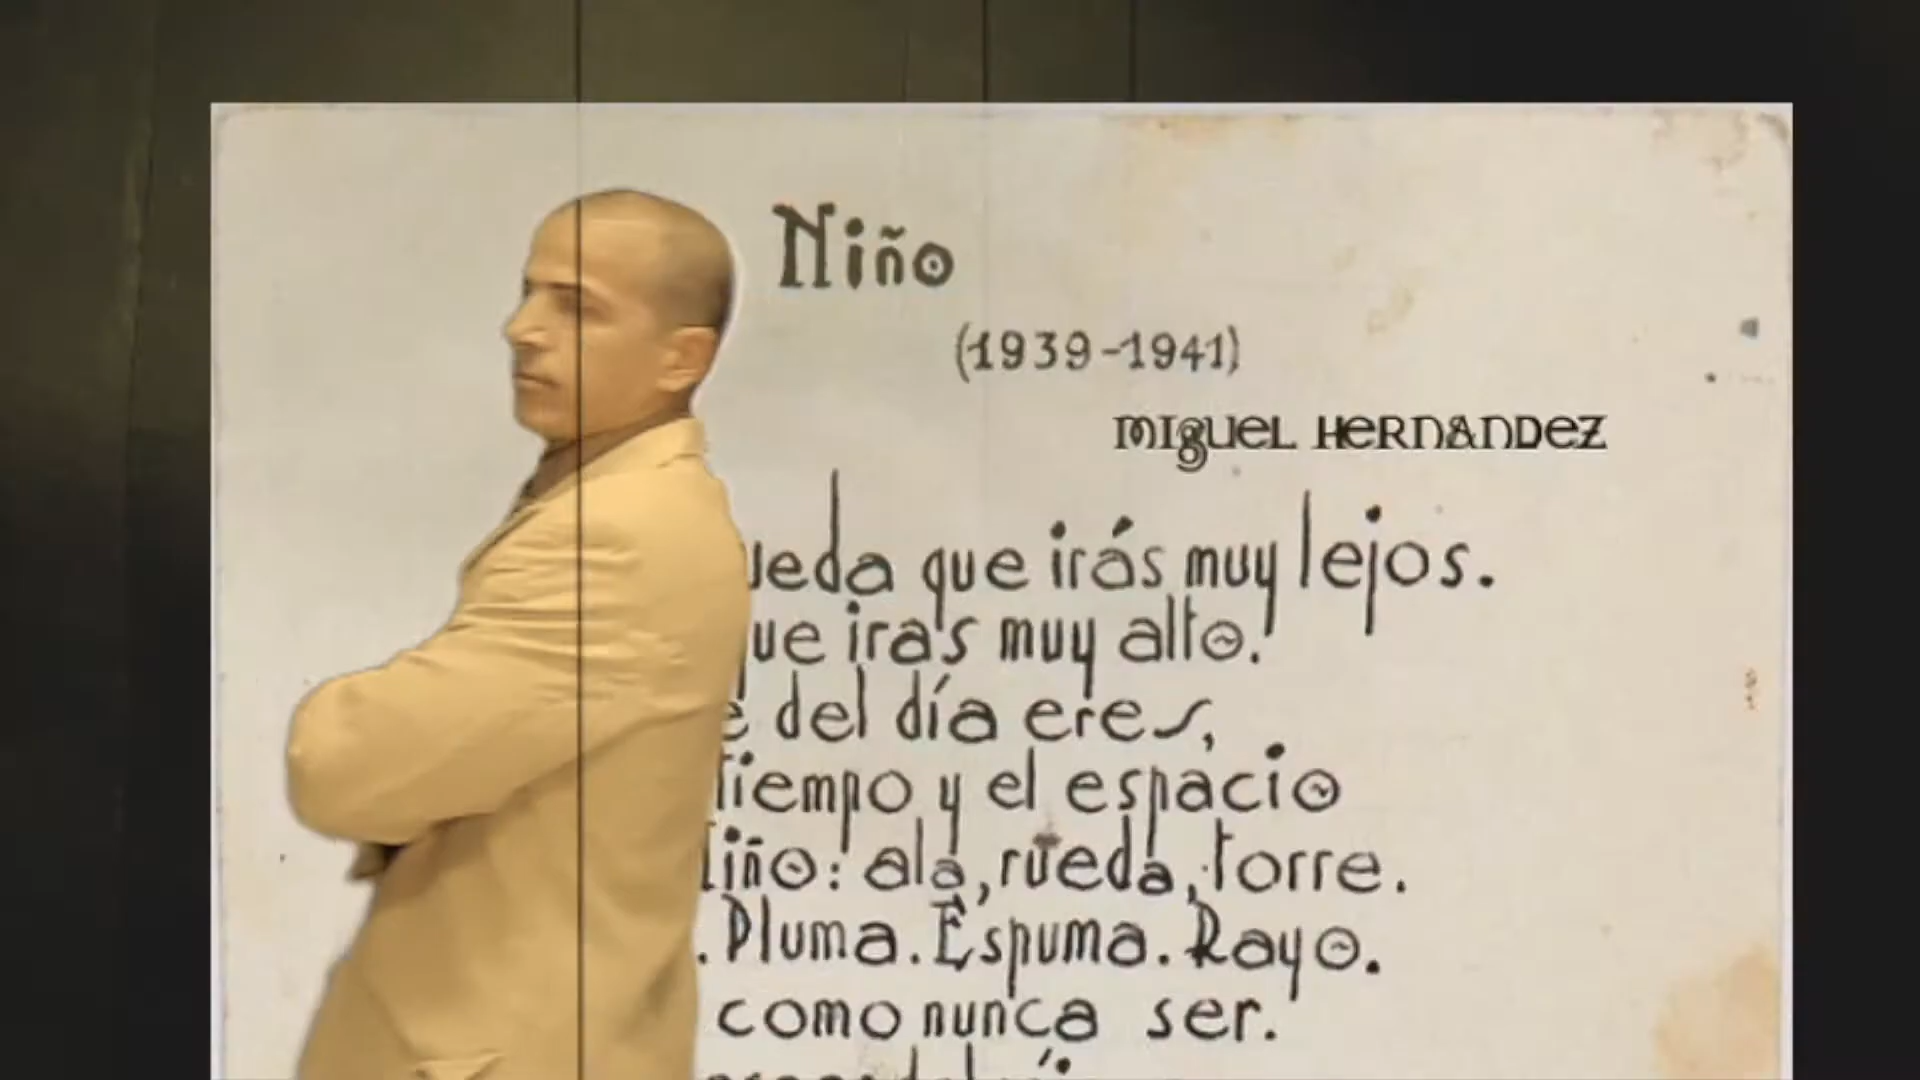 Niño
(1939-1941)
MIGUEL HERNANDEZ
ueda que irás muy lejos.
ue irás muy alto.
e del día eres,
tiempo y el espacio
iño: ala, rueda, torre.
. Pluma. Espuma. Rayo.
como nunca ser.